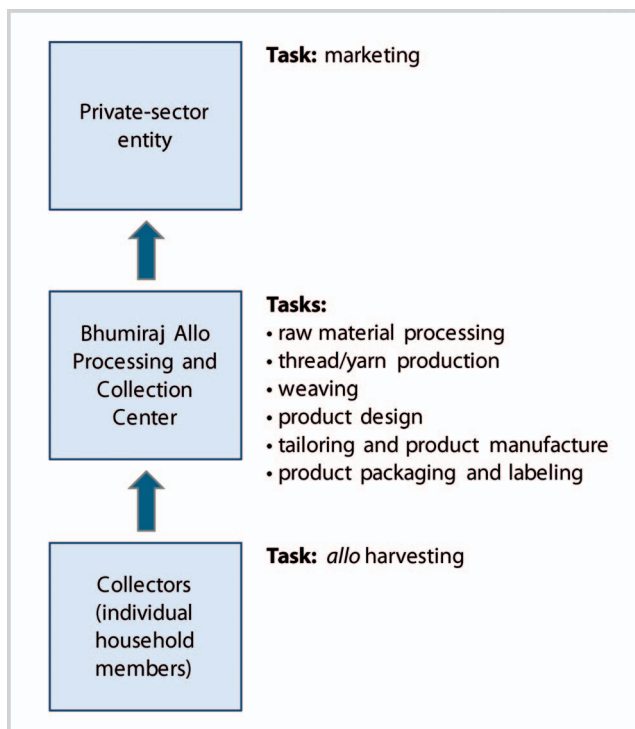 Private-sector
entity
Task: marketing
Bhumiraj Allo
Processing and
Collection
Center
Tasks:
• raw material processing
• thread/yarn production
• weaving
• product design
• tailoring and product manufacture
• product packaging and labeling
Collectors
(individual
household
members)
Task: allo harvesting